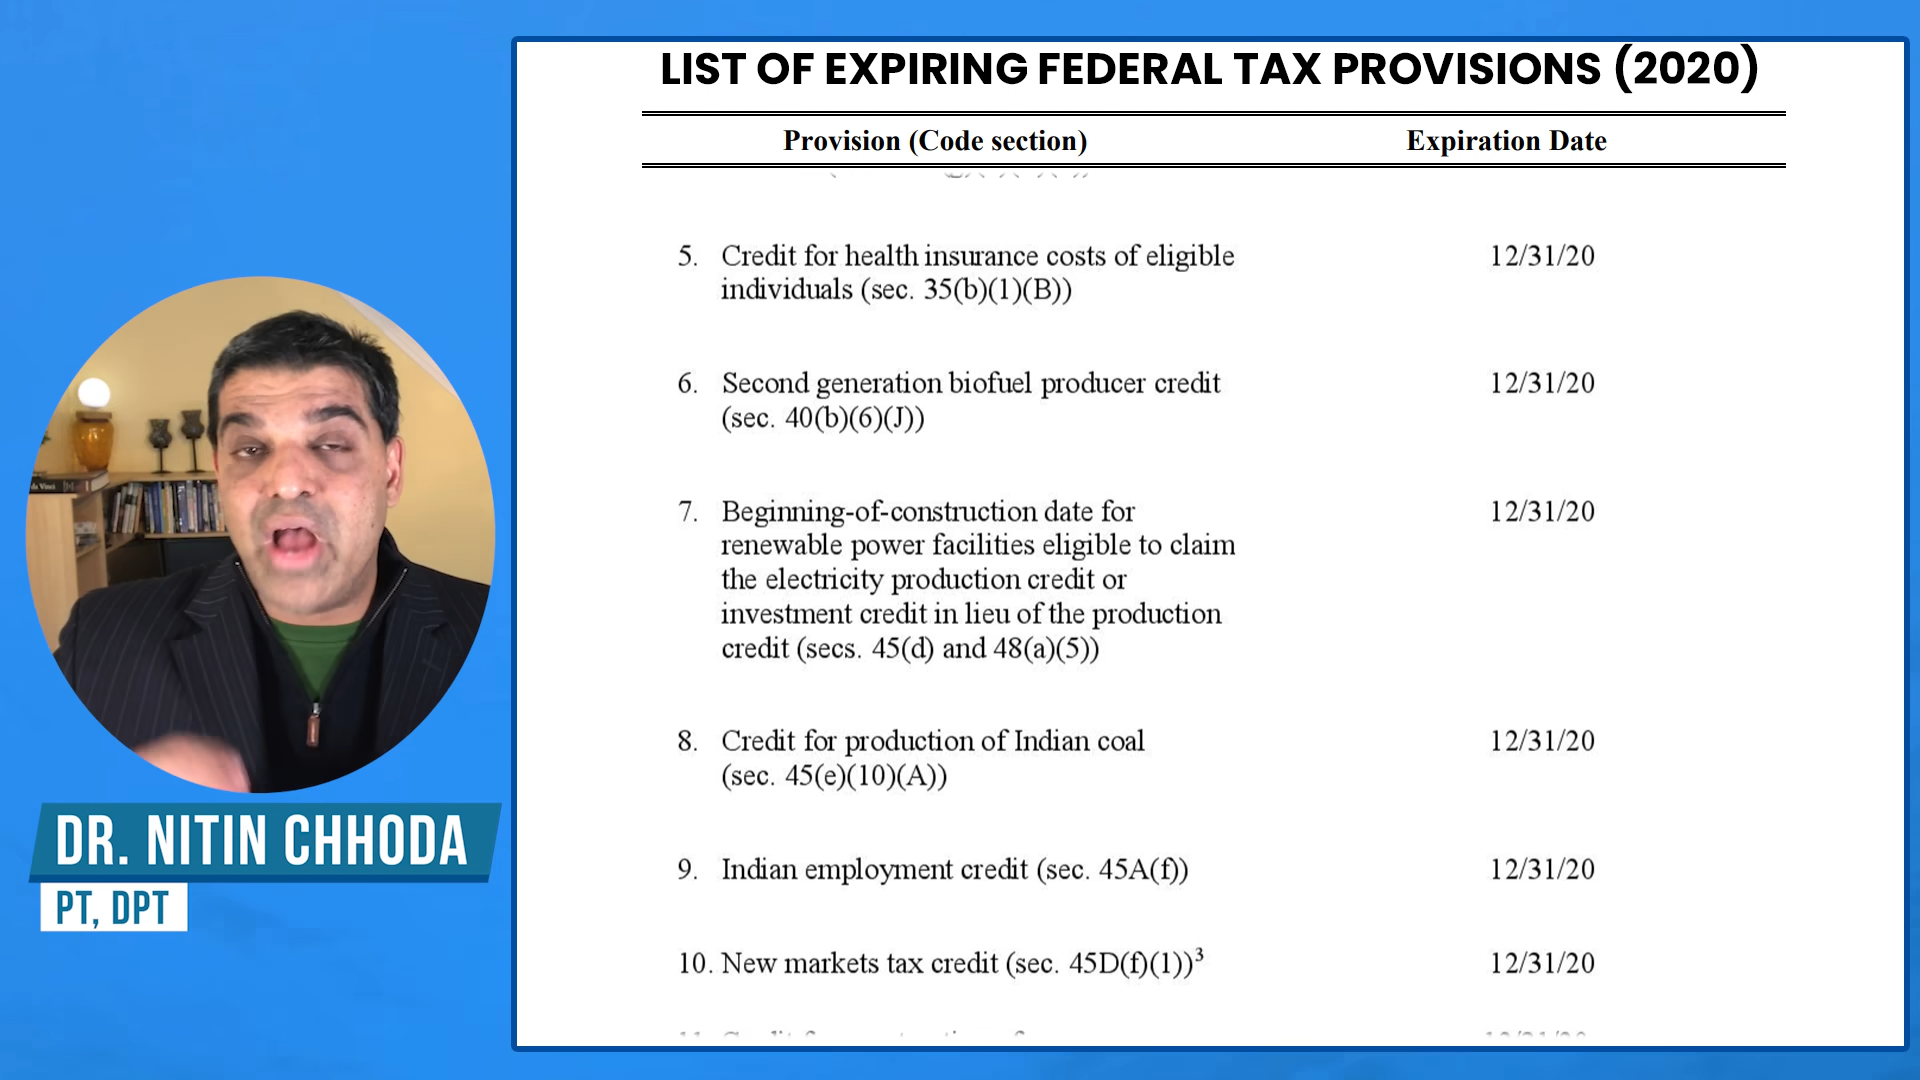 LIST OF EXPIRING FEDERAL TAX PROVISIONS (2020)
Provision (Code section) Expiration Date
5. Credit for health insurance costs of eligible 12/31/20
individuals (sec. 35(b)(1)(B))
6. Second generation biofuel producer credit 12/31/20
(sec. 40(b)(6)(J))
7. Beginning-of-construction date for 12/31/20
renewable power facilities eligible to claim
the electricity production credit or
investment credit in lieu of the production
credit (secs. 45(d) and 48(a)(5))
8. Credit for production of Indian coal 12/31/20
(sec. 45(e)(10)(A))
9. Indian employment credit (sec. 45A(f)) 12/31/20
10. New markets tax credit (sec. 45D(f)(1))³ 12/31/20
da Vinci
DR. NITIN CHHODA
PT, DPT